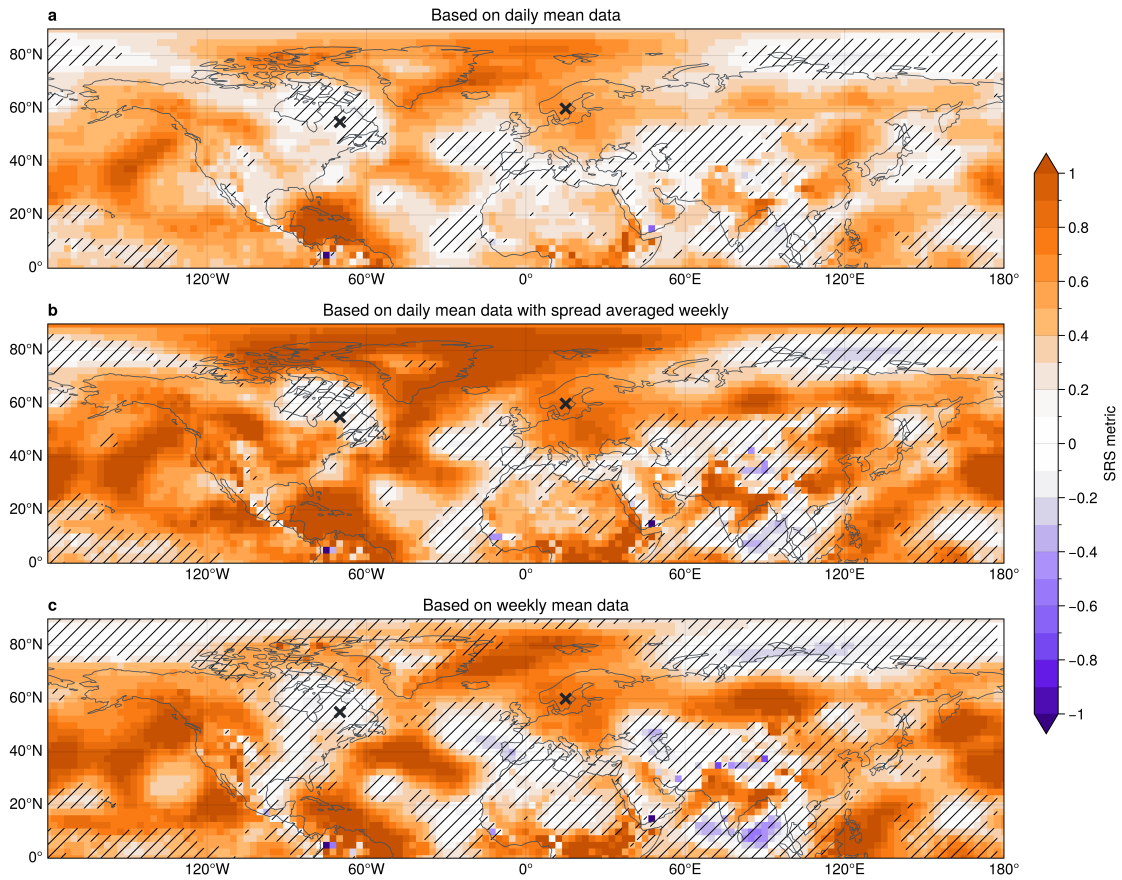 a
Based on daily mean data
80°N
60°N
40°N
20°N
0°
120°W 60°W 0° 60°E 120°E 180°
b
Based on daily mean data with spread averaged weekly
80°N
60°N
40°N
20°N
0°
120°W 60°W 0° 60°E 120°E 180°
c
Based on weekly mean data
80°N
60°N
40°N
20°N
0°
120°W 60°W 0° 60°E 120°E 180°
1
0.8
0.6
0.4
0.2
0
−0.2
−0.4
−0.6
−0.8
−1
SRS metric